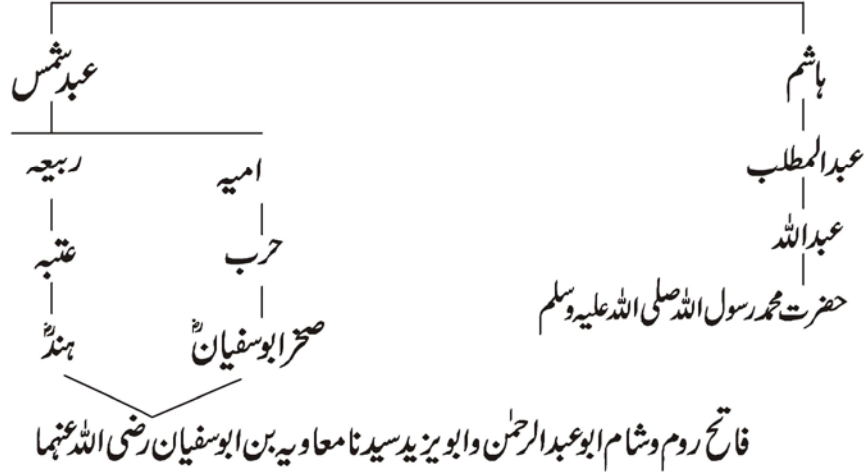 ہاشم
عبدشمس
عبدالمطلب
امیہ
ربیعہ
عبداللہ
حرب
عتبہ
حضرت محمد رسول اللہ صلی اللہ علیہ وسلم
صخر ابوسفیانؓ
ہندؓ
فاتح روم وشام ابوعبدالرحمٰن وابویزید سیدنا معاویہ بن ابوسفیان رضی اللہ عنہما